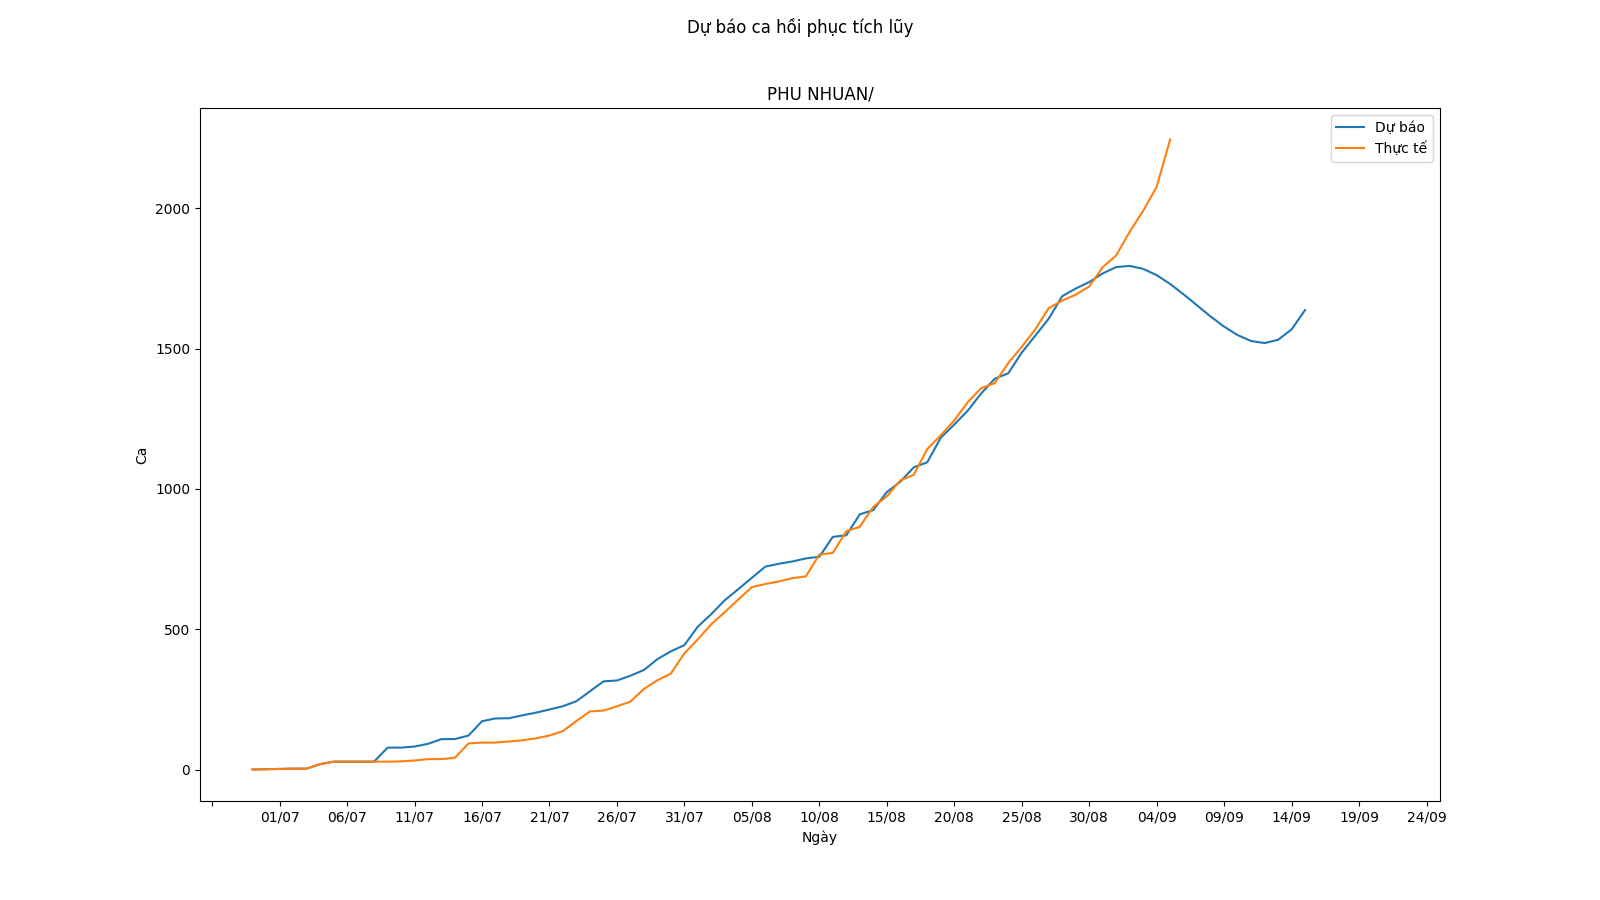 Dự báo ca hồi phục tích lũy
PHU NHUAN/
Dự báo
Thực tế
2000
1500
1000
500
0
Ca
01/07 06/07 11/07 16/07 21/07 26/07 31/07 05/08 10/08 15/08 20/08 25/08 30/08 04/09 09/09 14/09 19/09 24/09
Ngày